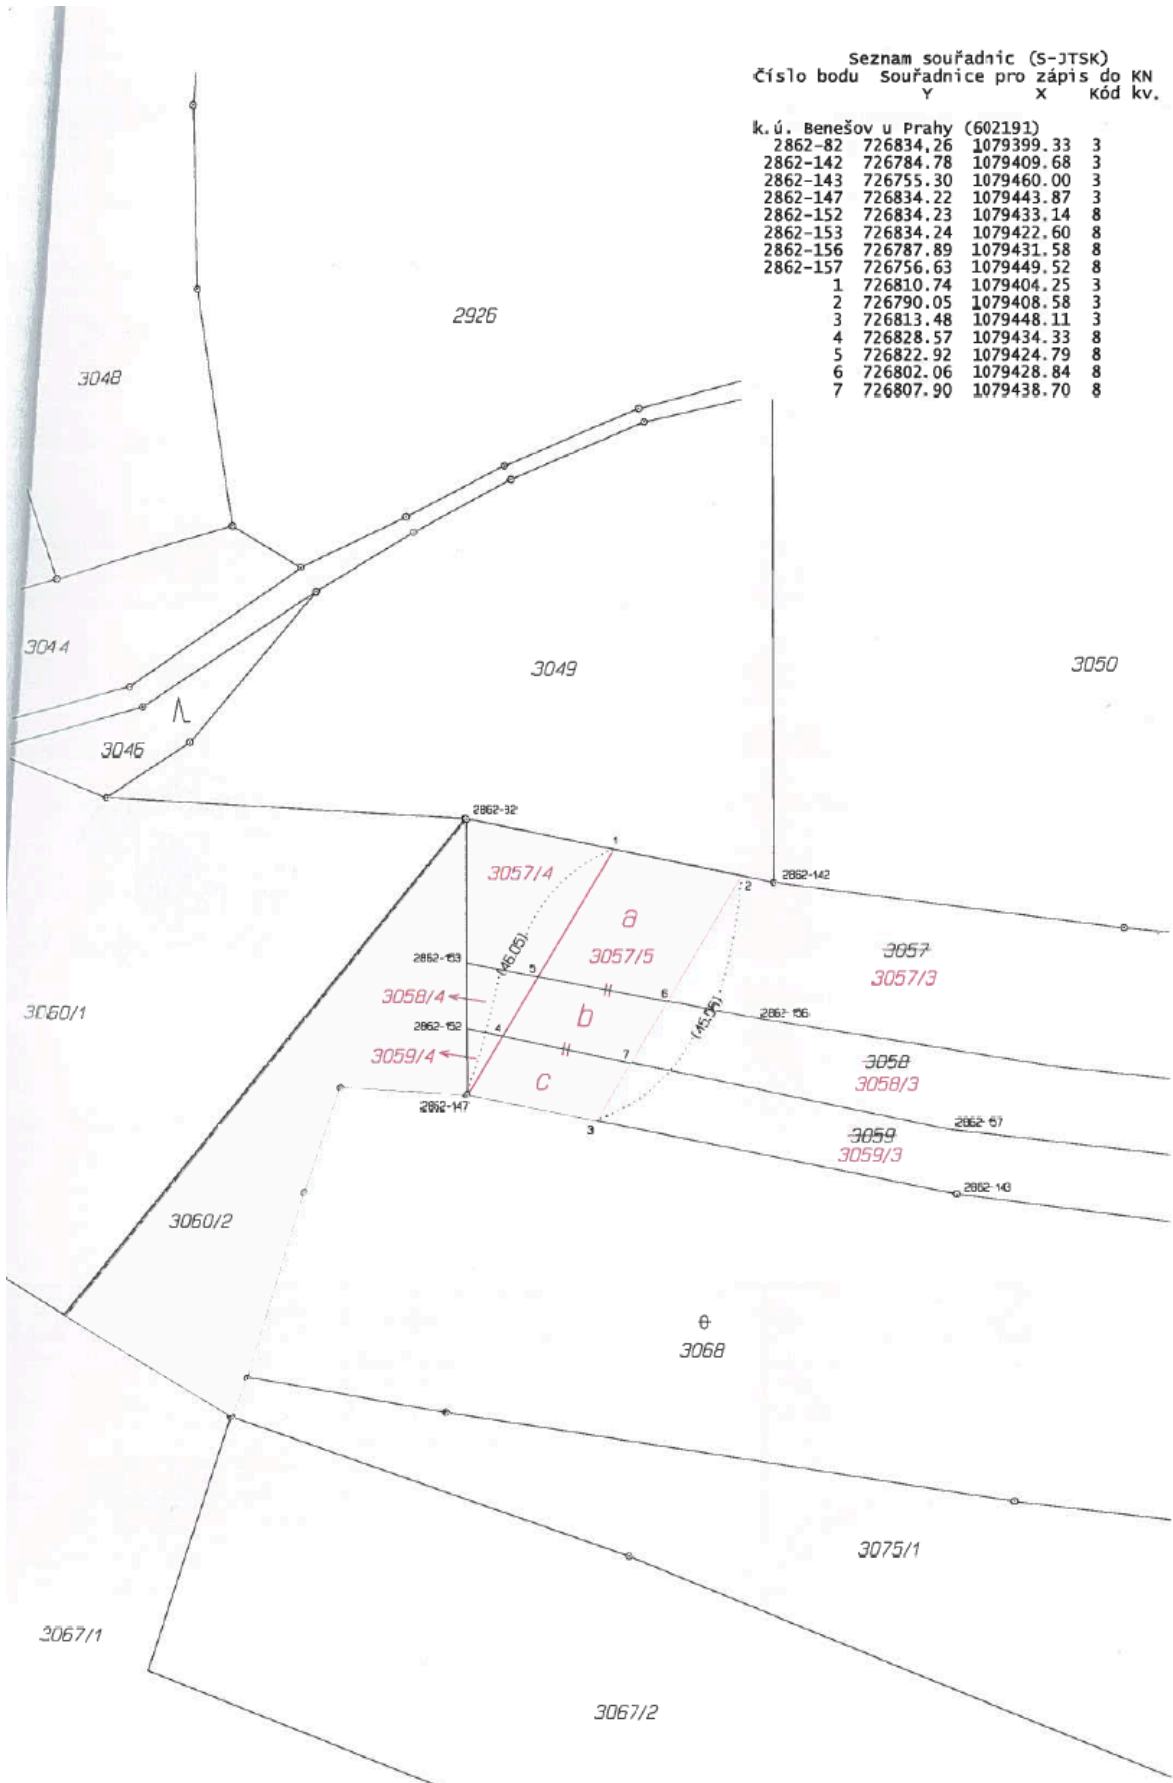 Seznam souřadnic (S-JTSK)
Číslo bodu Souřadnice pro zápis do KN
Y X Kód kv.
k.ú. Benešov u Prahy (602191)
2862-82 726834.26 1079399.33 3
2862-142 726784.78 1079409.68 3
2862-143 726755.30 1079460.00 3
2862-147 726834.22 1079443.87 3
2862-152 726834.23 1079433.14 8
2862-153 726834.24 1079422.60 8
2862-156 726787.89 1079431.58 8
2862-157 726756.63 1079449.52 8
1 726810.74 1079404.25 3
2 726790.05 1079408.58 3
3 726813.48 1079448.11 3
4 726828.57 1079434.33 8
5 726822.92 1079424.79 8
6 726802.06 1079428.84 8
7 726807.90 1079438.70 8
2926
3048
3044
3049
3050
3046
2862-82
1
3057/4
2862-142
2
a
(46.05)
3057
3057/5
3057/3
2862-153
5
3058/4
6
3060/1
b
2862-156
(45.95)
2862-152
4
3059/4
7
3058
3058/3
c
2862-147
2862-157
3
3059
3059/3
2862-143
3060/2
3068
3075/1
3067/1
3067/2